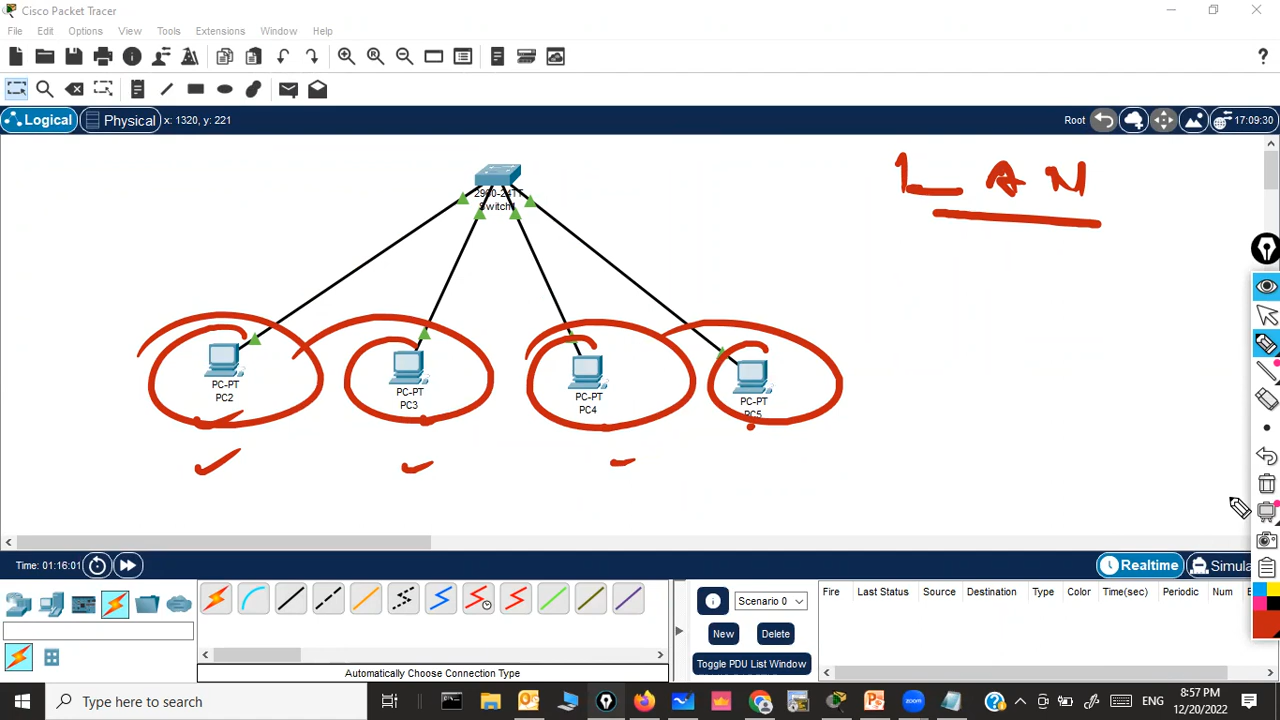 Cisco Packet Tracer
File Edit Options View Tools Extensions Window Help
Logical Physical x: 1320, y: 221 Root 17:09:30
L A N
2960-24TT
Switch1
PC-PT
PC2
PC-PT
PC3
PC-PT
PC4
PC-PT
PC5
Time: 01:16:01 Realtime Simula
Scenario 0
Fire Last Status Source Destination Type Color Time(sec) Periodic Num
New Delete
Toggle PDU List Window
Automatically Choose Connection Type
Type here to search
ENG
8:57 PM
12/20/2022